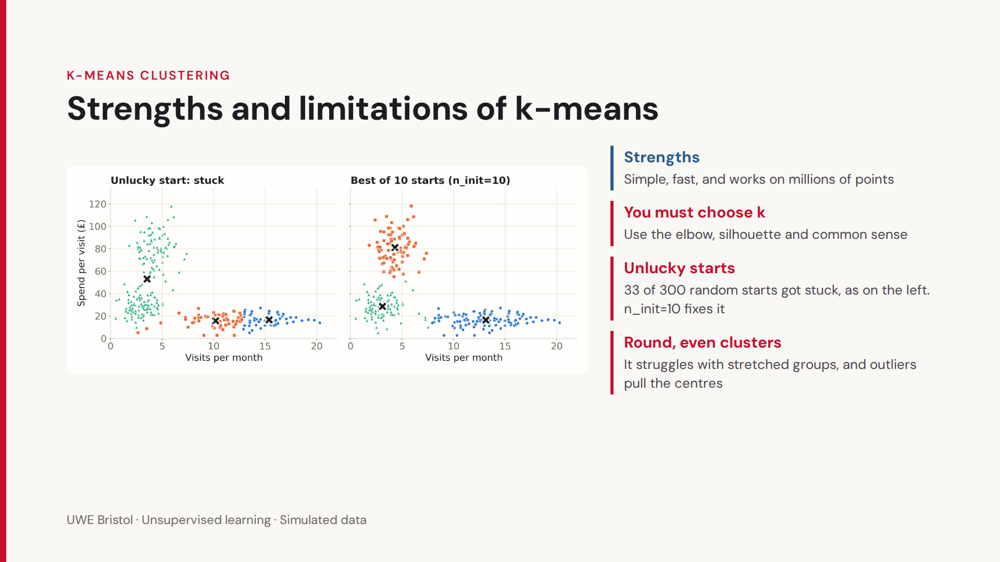 K-MEANS CLUSTERING
Strengths and limitations of k-means
Unlucky start: stuck
Spend per visit (£)
120
100
80
60
40
20
0
0 5 10 15 20
Visits per month
Best of 10 starts (n_init=10)
0 5 10 15 20
Visits per month
Strengths
Simple, fast, and works on millions of points
You must choose k
Use the elbow, silhouette and common sense
Unlucky starts
33 of 300 random starts got stuck, as on the left.
n_init=10 fixes it
Round, even clusters
It struggles with stretched groups, and outliers
pull the centres
UWE Bristol · Unsupervised learning · Simulated data